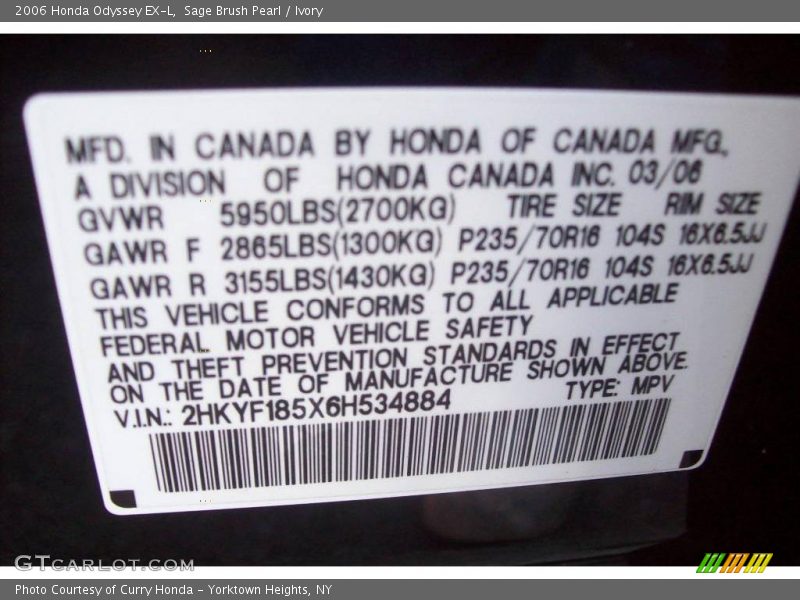 2006 Honda Odyssey EX-L, Sage Brush Pearl / Ivory
MFD. IN CANADA BY HONDA OF CANADA MFG.,
A DIVISION OF HONDA CANADA INC. 03/06
GVWR 5950LBS(2700KG) TIRE SIZE RIM SIZE
GAWR F 2865LBS(1300KG) P235/70R16 104S 16X6.5JJ
GAWR R 3155LBS(1430KG) P235/70R16 104S 16X6.5JJ
THIS VEHICLE CONFORMS TO ALL APPLICABLE
FEDERAL MOTOR VEHICLE SAFETY
AND THEFT PREVENTION STANDARDS IN EFFECT
ON THE DATE OF MANUFACTURE SHOWN ABOVE.
V.I.N.: 2HKYF185X6H534884 TYPE: MPV
GTCARLOT.COM
Photo Courtesy of Curry Honda - Yorktown Heights, NY